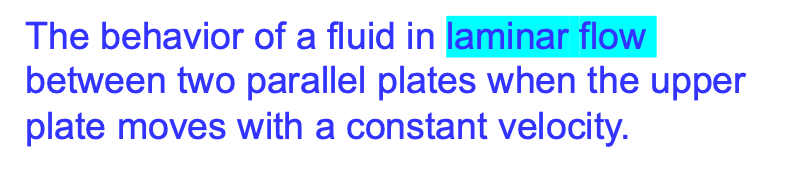 The behavior of a fluid in laminar flow
between two parallel plates when the upper
plate moves with a constant velocity.